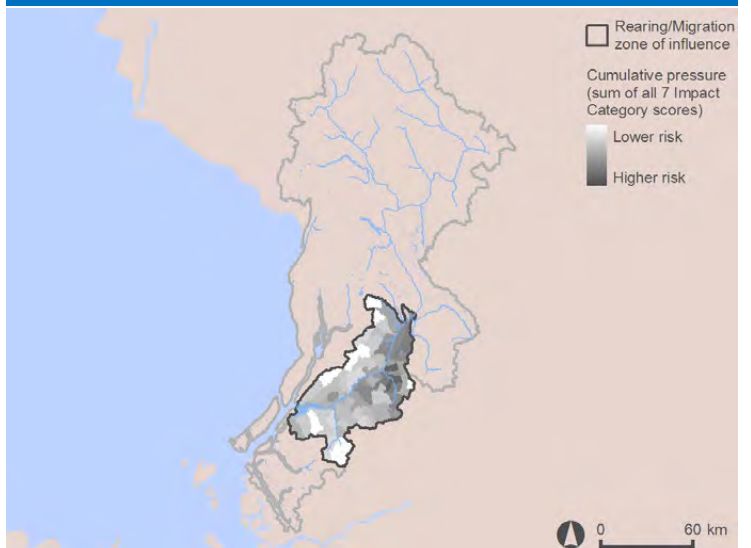 Rearing/Migration
zone of influence
Cumulative pressure
(sum of all 7 Impact
Category scores)
Lower risk
Higher risk
0 60 km